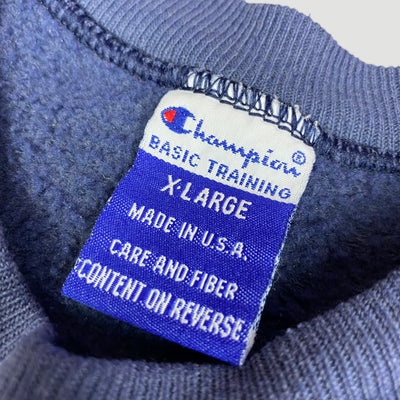 Champion®
BASIC TRAINING
X-LARGE
MADE IN U.S.A.
CARE AND FIBER
CONTENT ON REVERSE